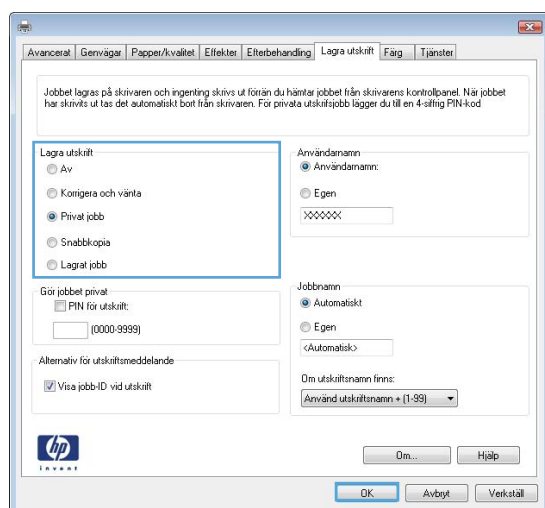 Avancerat Genvägar Papper/kvalitet Effekter Efterbehandling Lagra utskrift Färg Tjänster
Jobbet lagras på skrivaren och ingenting skrivs ut förrän du hämtar jobbet från skrivarens kontrollpanel. När jobbet
har skrivits ut tas det automatiskt bort från skrivaren. För privata utskrifsjobb lägger du till en 4-siffrig PIN-kod
Lagra utskrift
Av
Korrigera och vänta
Privat jobb
Snabbkopia
Lagrat jobb
Användarnamn
Användarnamn:
Egen
XXXXXX
Gör jobbet privat
PIN för utskrift:
(0000-9999)
Jobbnamn
Automatiskt
Egen
<Automatisk>
Om utskriftsnamn finns:
Använd utskriftsnamn + (1-99)
Alternativ för utskriftsmeddelande
Visa jobb-ID vid utskrift
hp
invent
Om... Hjälp
OK Avbryt Verkställ